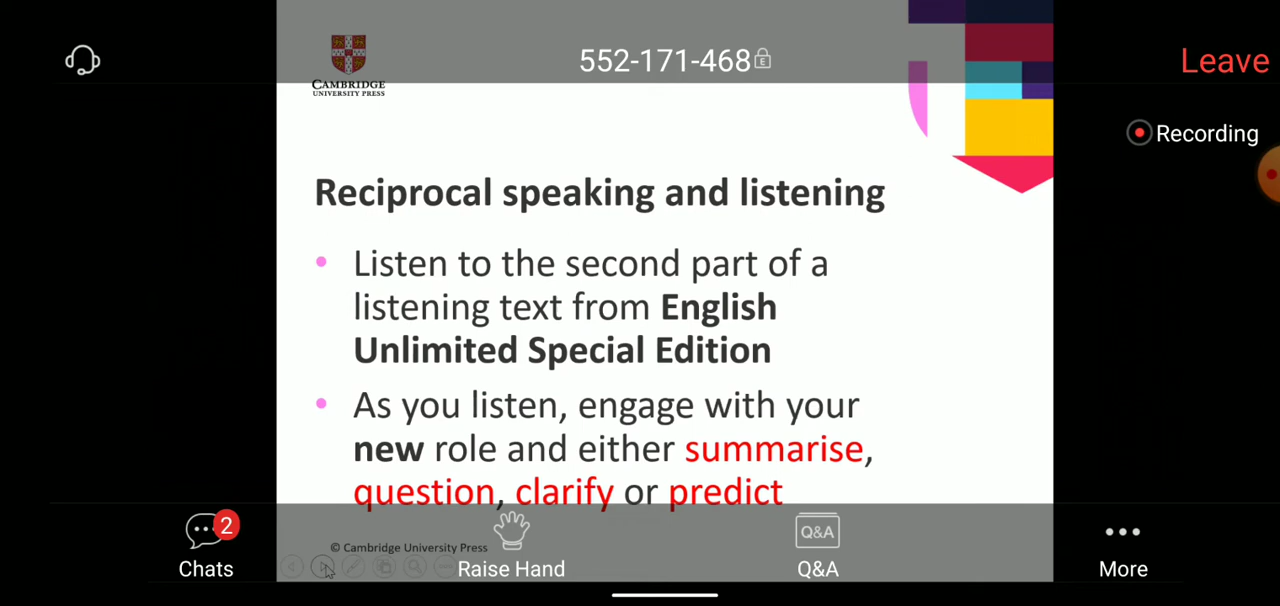 552-171-468
Leave
CAMBRIDGE
UNIVERSITY PRESS
Recording
Reciprocal speaking and listening
• Listen to the second part of a
listening text from English
Unlimited Special Edition
• As you listen, engage with your
new role and either summarise,
question, clarify or predict
2
Q&A
© Cambridge University Press
Chats
Raise Hand
Q&A
More